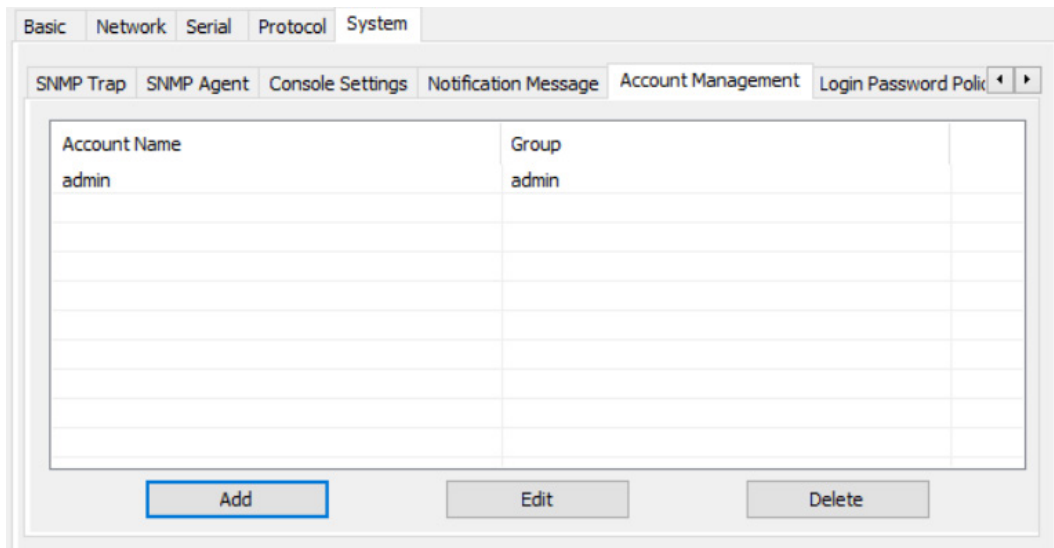 Basic Network Serial Protocol System
SNMP Trap SNMP Agent Console Settings Notification Message Account Management Login Password Polic
Account Name Group
admin admin
Add Edit Delete